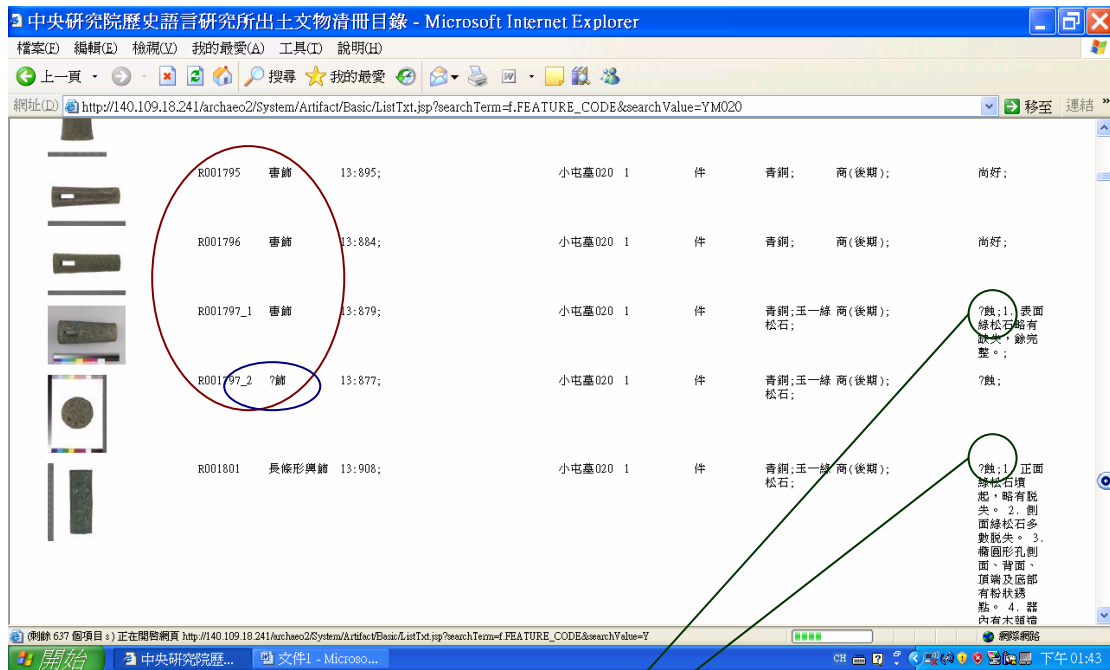 中央研究院歷史語言研究所出土文物清冊目錄 - Microsoft Internet Explorer
檔案(F) 編輯(E) 檢視(V) 我的最愛(A) 工具(T) 說明(H)
上一頁 搜尋 我的最愛
網址(D) http://140.109.18.241/archaeo2/System/Artifact/Basic/ListTxt.jsp?searchTerm=f.FEATURE_CODE&searchValue=YM020 移至 連結 »
R001795 軎飾 13:895; 小屯墓020 1 件 青銅; 商(後期); 尚好;
R001796 軎飾 13:884; 小屯墓020 1 件 青銅; 商(後期); 尚好;
R001797_1 軎飾 13:879; 小屯墓020 1 件 青銅;玉一綠 商(後期); ?蝕;1. 表面
松石; 綠松石略有
缺失，餘完
整。;
R001797_2 ?飾 13:877; 小屯墓020 1 件 青銅;玉一綠 商(後期); ?蝕;
松石;
R001801 長條形輿飾 13:908; 小屯墓020 1 件 青銅;玉一綠 商(後期); ?蝕;1. 正面
松石; 綠松石墳
起，略有脫
失。 2. 側
面綠松石多
數脫失。 3.
橢圓形孔側
面、背面、
頂端及底部
有粉狀銹
點。 4. 器
(剩餘 637 個項目 s) 正在開啓網頁 http://140.109.18.241/archaeo2/System/Artifact/Basic/ListTxt.jsp?searchTerm=f.FEATURE_CODE&searchValue=Y 網際網路
開始 中央研究院歷... 文件1 - Microso... CH 下午 01:43